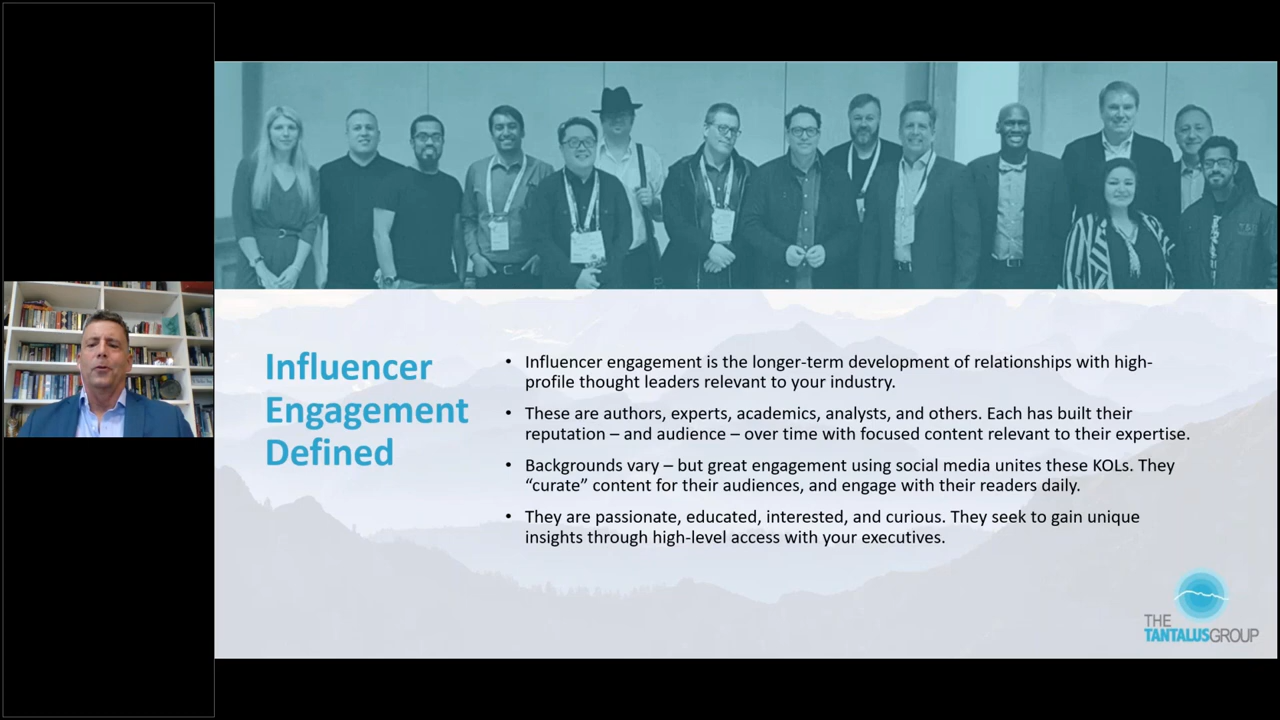 Influencer
Engagement
Defined
• Influencer engagement is the longer-term development of relationships with high-
profile thought leaders relevant to your industry.
• These are authors, experts, academics, analysts, and others. Each has built their
reputation – and audience – over time with focused content relevant to their expertise.
• Backgrounds vary – but great engagement using social media unites these KOLs. They
“curate” content for their audiences, and engage with their readers daily.
• They are passionate, educated, interested, and curious. They seek to gain unique
insights through high-level access with your executives.
THE
TANTALUSGROUP